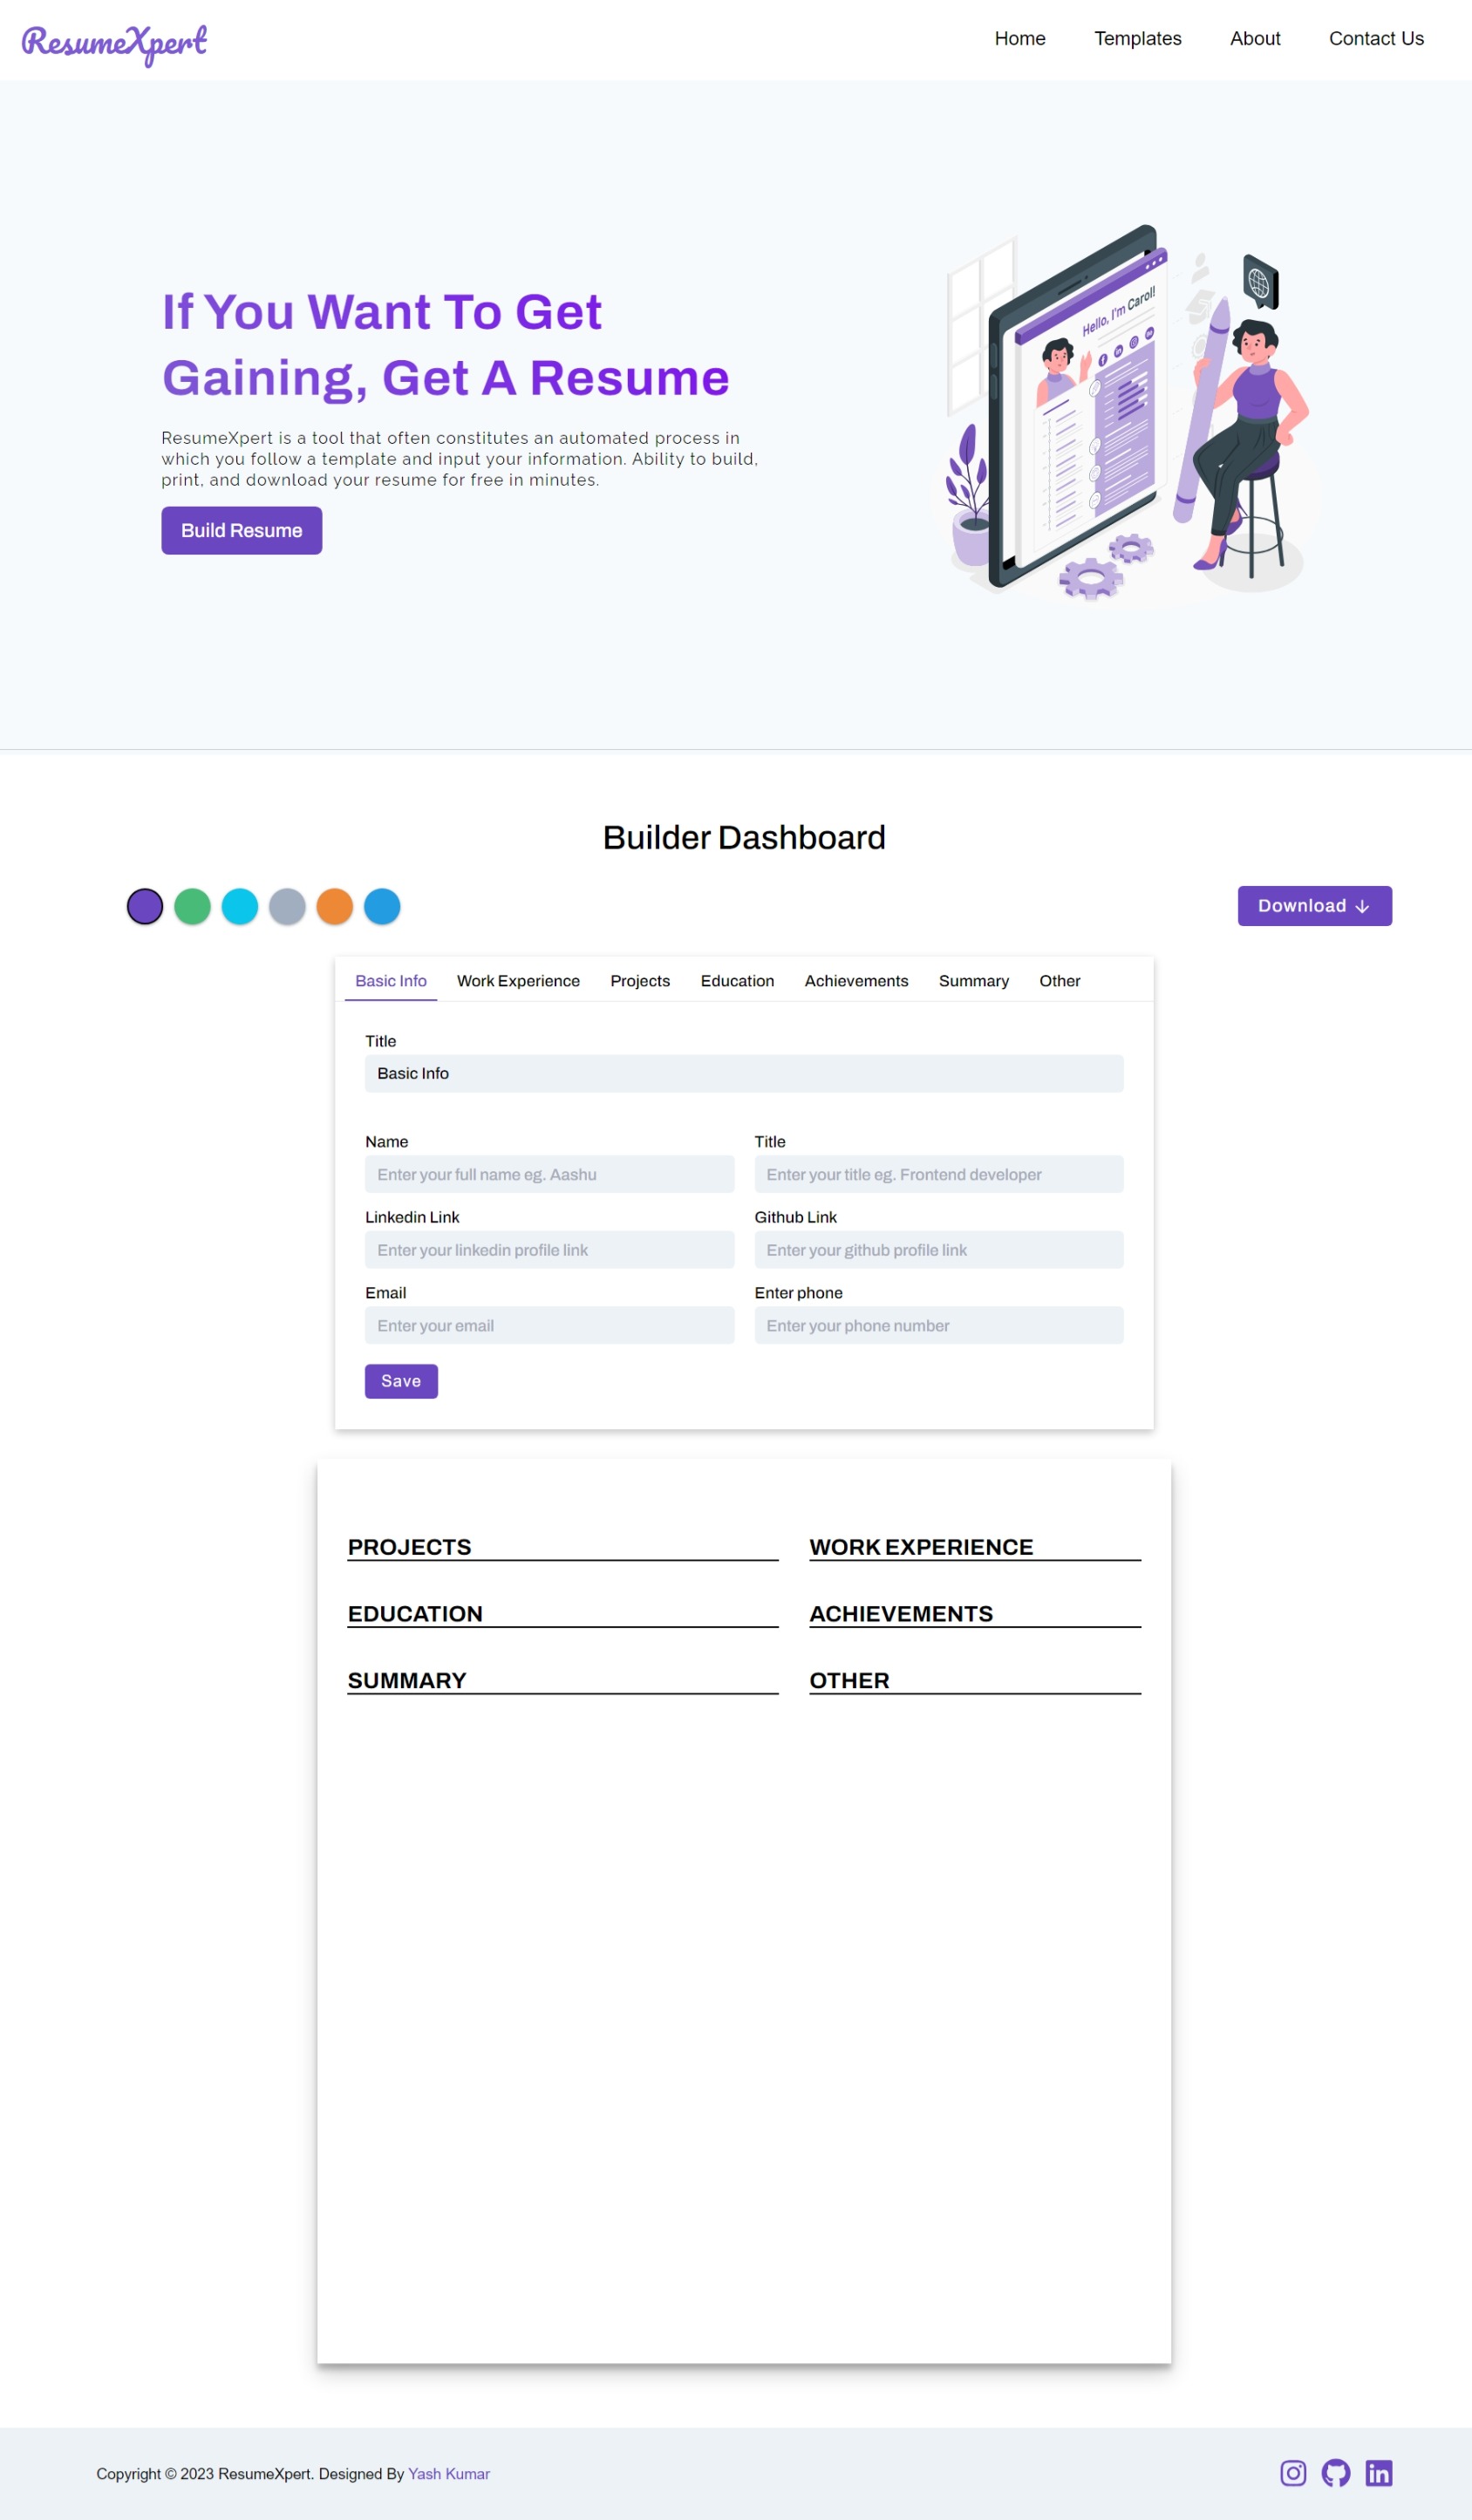 ResumeXpert
Home Templates About Contact Us
If You Want To Get
Gaining, Get A Resume
ResumeXpert is a tool that often constitutes an automated process in
which you follow a template and input your information. Ability to build,
print, and download your resume for free in minutes.
Build Resume
Hello, I'm Carol!
Builder Dashboard
Download
Basic Info Work Experience Projects Education Achievements Summary Other
Title
Basic Info
Name Title
Enter your full name eg. Aashu Enter your title eg. Frontend developer
Linkedin Link Github Link
Enter your linkedin profile link Enter your github profile link
Email Enter phone
Enter your email Enter your phone number
Save
PROJECTS WORK EXPERIENCE
EDUCATION ACHIEVEMENTS
SUMMARY OTHER
Copyright © 2023 ResumeXpert. Designed By Yash Kumar